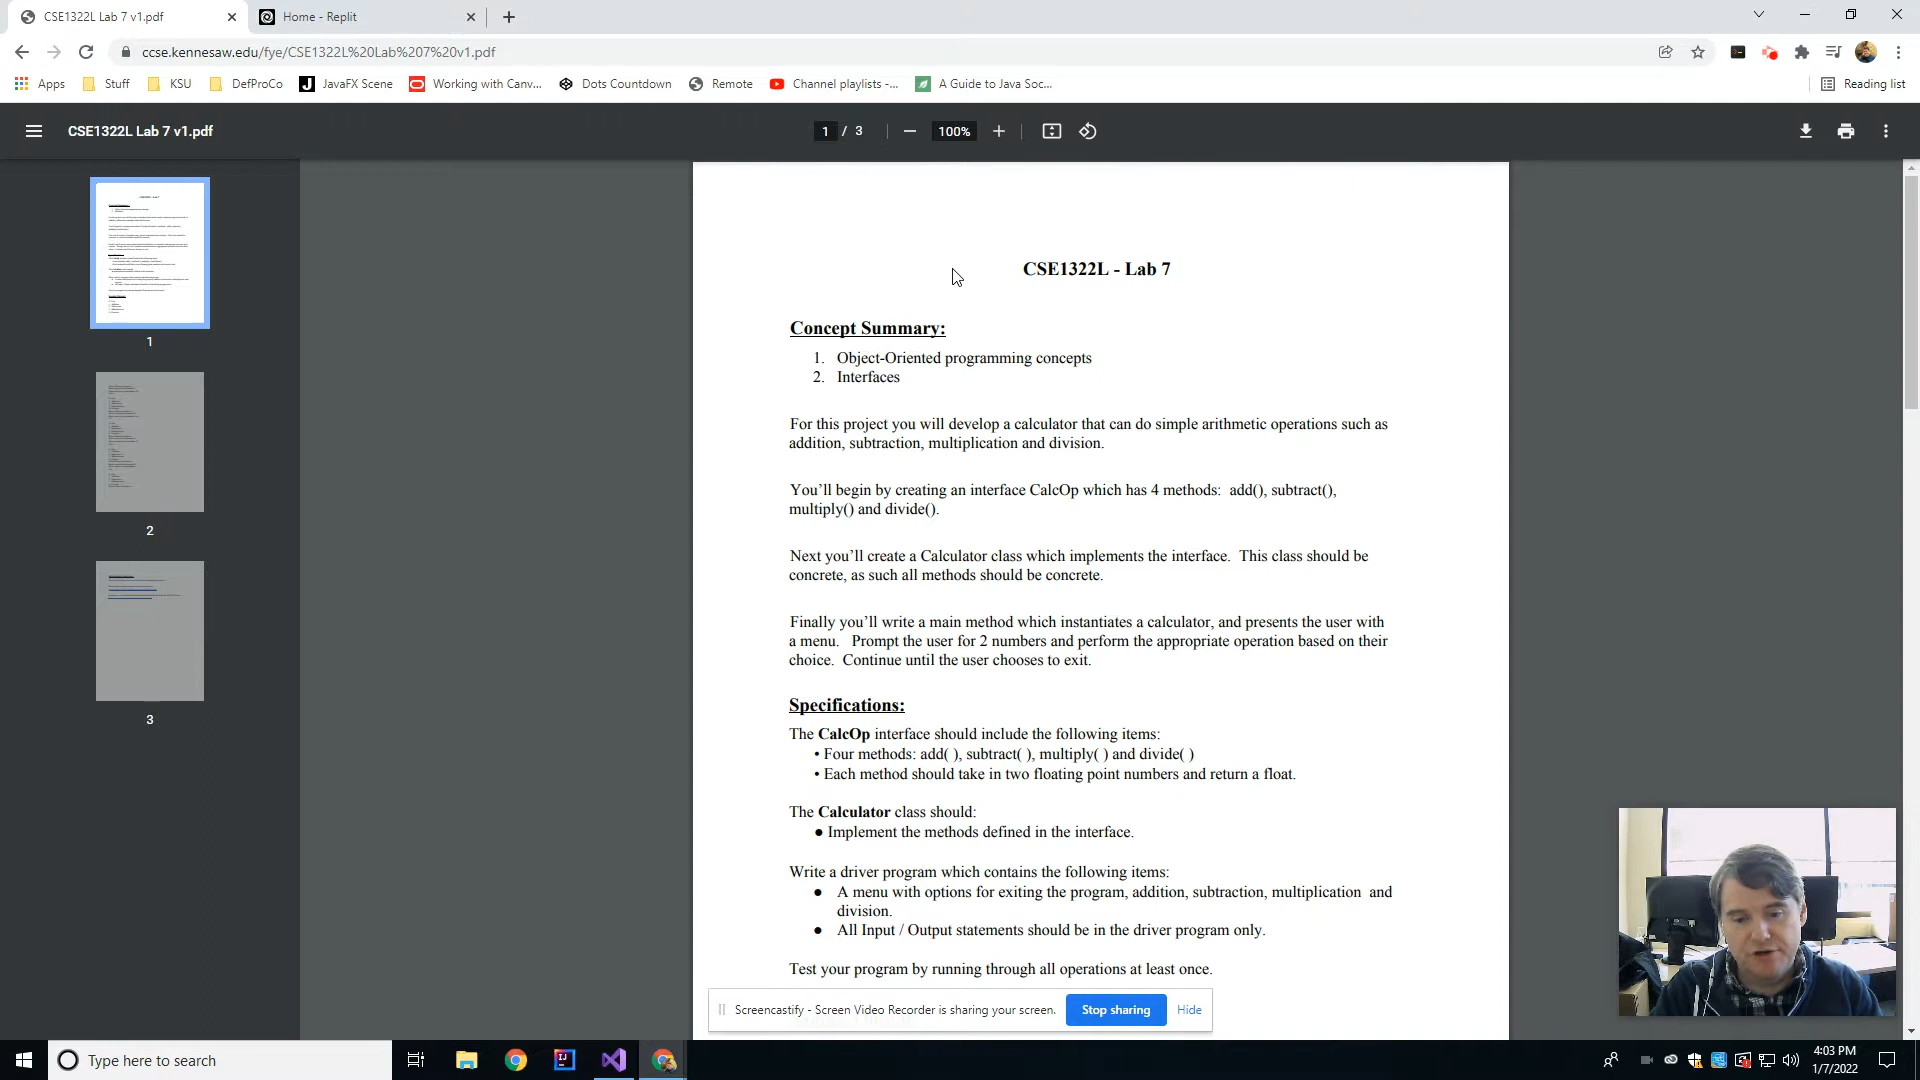 CSE1322L Lab 7 v1.pdf
Home - Replit
ccse.kennesaw.edu/fye/CSE1322L%20Lab%207%20v1.pdf
Apps
Stuff
KSU
DefProCo
JavaFX Scene
Working with Canv...
Dots Countdown
Remote
Channel playlists -...
A Guide to Java Soc...
Reading list
CSE1322L Lab 7 v1.pdf
1 / 3
100%
1
2
3
CSE1322L - Lab 7
Concept Summary:
1. Object-Oriented programming concepts
2. Interfaces
For this project you will develop a calculator that can do simple arithmetic operations such as
addition, subtraction, multiplication and division.
You’ll begin by creating an interface CalcOp which has 4 methods: add(), subtract(),
multiply() and divide().
Next you’ll create a Calculator class which implements the interface. This class should be
concrete, as such all methods should be concrete.
Finally you’ll write a main method which instantiates a calculator, and presents the user with
a menu. Prompt the user for 2 numbers and perform the appropriate operation based on their
choice. Continue until the user chooses to exit.
Specifications:
The CalcOp interface should include the following items:
• Four methods: add( ), subtract( ), multiply( ) and divide( )
• Each method should take in two floating point numbers and return a float.
The Calculator class should:
● Implement the methods defined in the interface.
Write a driver program which contains the following items:
● A menu with options for exiting the program, addition, subtraction, multiplication and
division.
● All Input / Output statements should be in the driver program only.
Test your program by running through all operations at least once.
Screencastify - Screen Video Recorder is sharing your screen.
Stop sharing
Hide
Type here to search
4:03 PM
1/7/2022